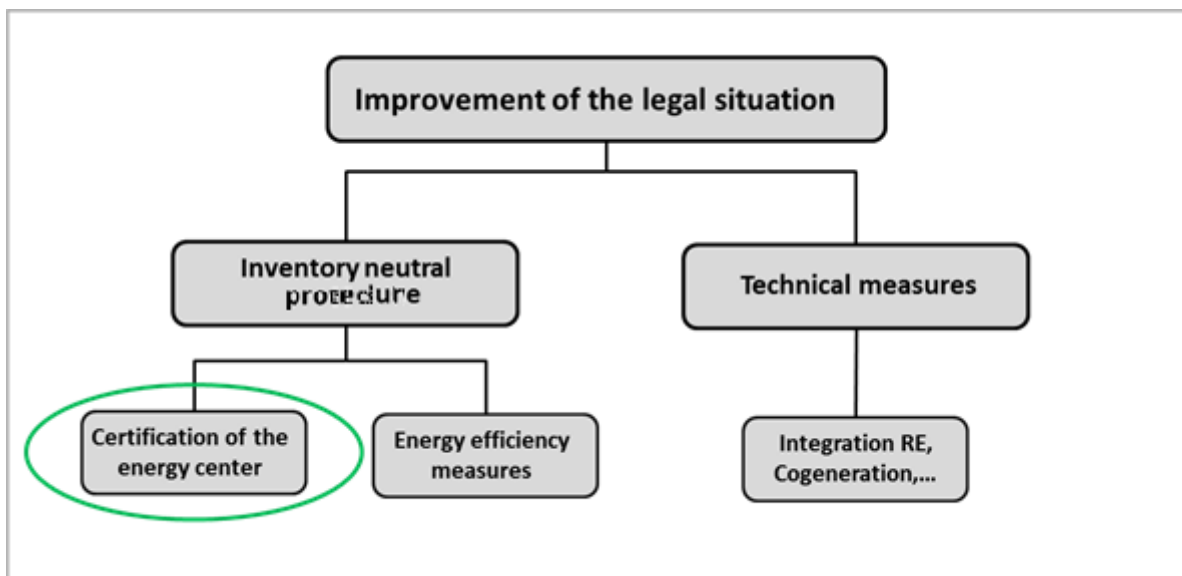 Improvement of the legal situation
Inventory neutral
procedure
Technical measures
Certification of the
energy center
Energy efficiency
measures
Integration RE,
Cogeneration,...